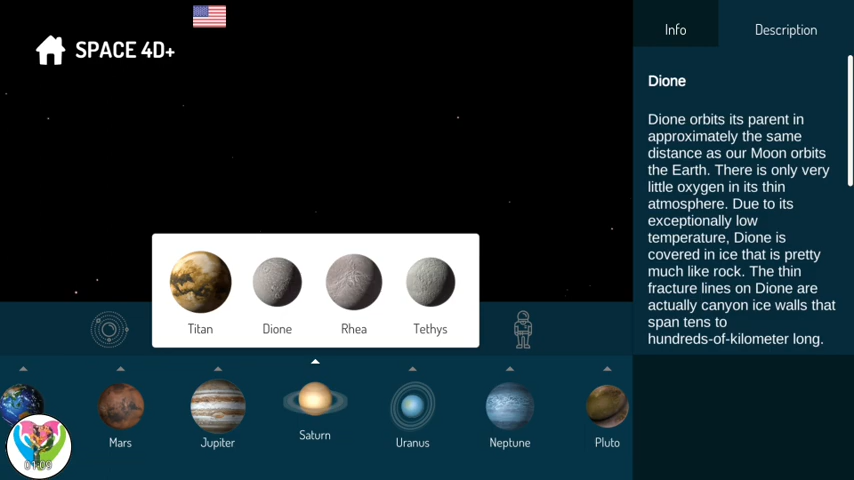 SPACE 4D+
Info
Description
Dione
Dione orbits its parent in
approximately the same
distance as our Moon orbits
the Earth. There is only very
little oxygen in its thin
atmosphere. Due to its
exceptionally low
temperature, Dione is
covered in ice that is pretty
much like rock. The thin
fracture lines on Dione are
actually canyon ice walls that
span tens to
hundreds-of-kilometer long.
Titan
Dione
Rhea
Tethys
Mars
Jupiter
Saturn
Uranus
Neptune
Pluto
01:09